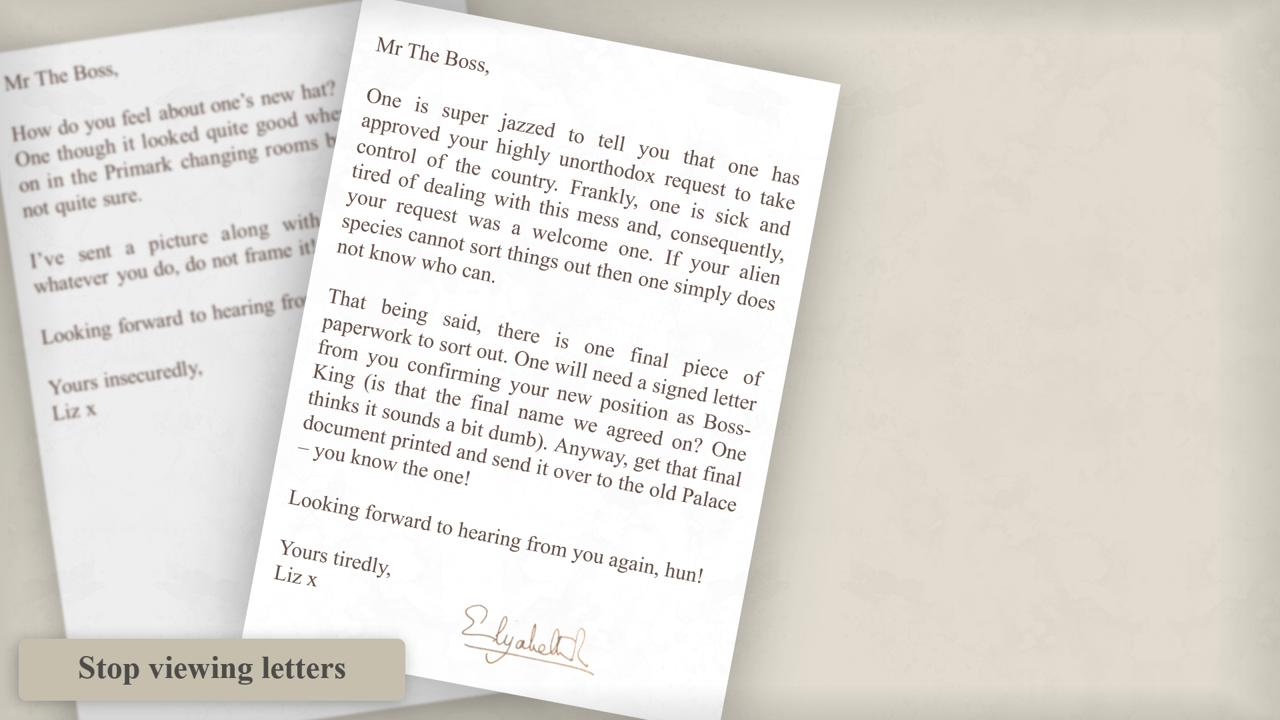 Mr The Boss,
How do you feel about one's new hat?
One though it looked quite good
on in the Primark changing rooms
not quite sure.
I've sent a picture along with
whatever you do, do not frame it!
Looking forward to hearing
Yours insecuredly,
Liz x
Mr The Boss,
One is super jazzed to tell you that one has
approved your highly unorthodox request to take
control of the country. Frankly, one is sick and
tired of dealing with this mess and, consequently,
your request was a welcome one. If your alien
species cannot sort things out then one simply does
not know who can.
That being said, there is one final piece of
paperwork to sort out. One will need a signed letter
from you confirming your new position as Boss-
King (is that the final name we agreed on? One
thinks it sounds a bit dumb). Anyway, get that final
document printed and send it over to the old Palace
– you know the one!
Looking forward to hearing from you again, hun!
Yours tiredly,
Liz x
Elizabeth R
Stop viewing letters